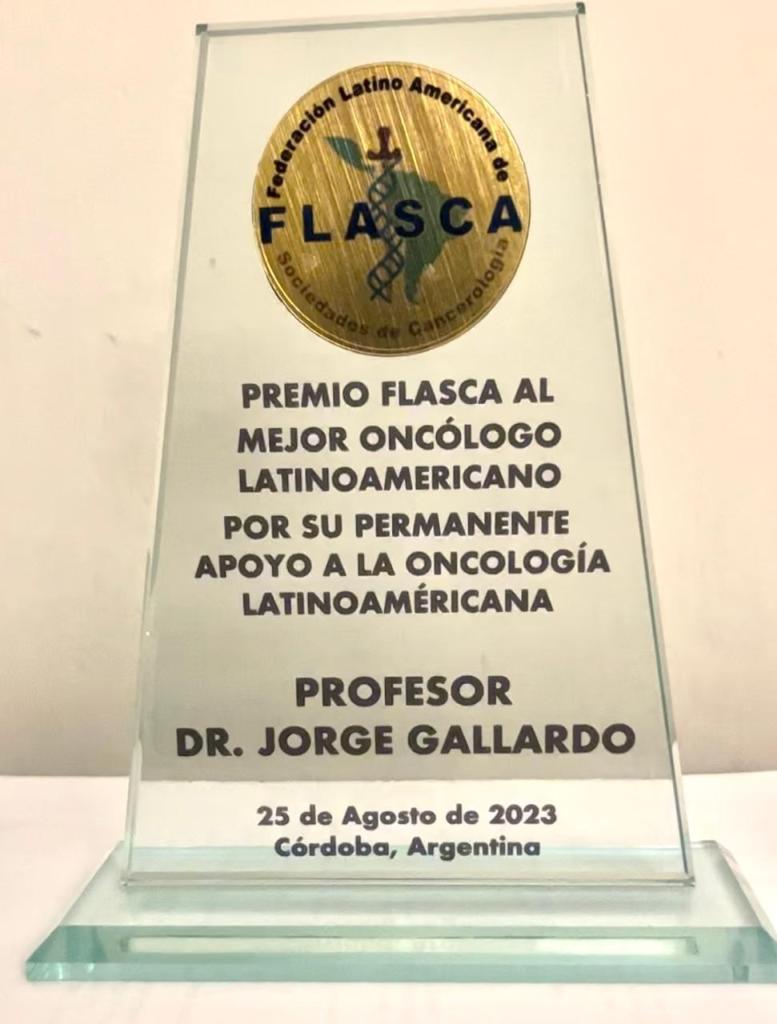 Federación Latino Americana de
FLASCA
Sociedades de Cancerología
PREMIO FLASCA AL
MEJOR ONCÓLOGO
LATINOAMERICANO
POR SU PERMANENTE
APOYO A LA ONCOLOGÍA
LATINOAMÉRICANA
PROFESOR
DR. JORGE GALLARDO
25 de Agosto de 2023
Córdoba, Argentina